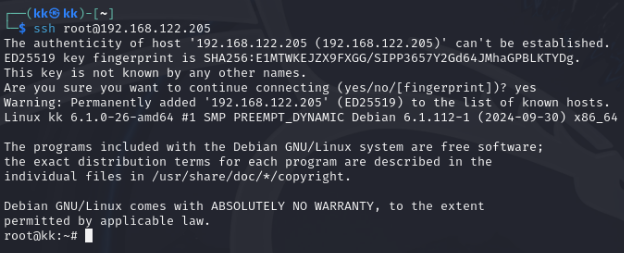 ┌──(kk㉿kk)-[~]
└─$ ssh root@192.168.122.205
The authenticity of host '192.168.122.205 (192.168.122.205)' can't be established.
ED25519 key fingerprint is SHA256:E1MTWKEJZX9FXGG/SIPP3657Y2Gd64JMhaGPBLKTYDg.
This key is not known by any other names.
Are you sure you want to continue connecting (yes/no/[fingerprint])? yes
Warning: Permanently added '192.168.122.205' (ED25519) to the list of known hosts.
Linux kk 6.1.0-26-amd64 #1 SMP PREEMPT_DYNAMIC Debian 6.1.112-1 (2024-09-30) x86_64

The programs included with the Debian GNU/Linux system are free software;
the exact distribution terms for each program are described in the
individual files in /usr/share/doc/*/copyright.

Debian GNU/Linux comes with ABSOLUTELY NO WARRANTY, to the extent
permitted by applicable law.
root@kk:~#